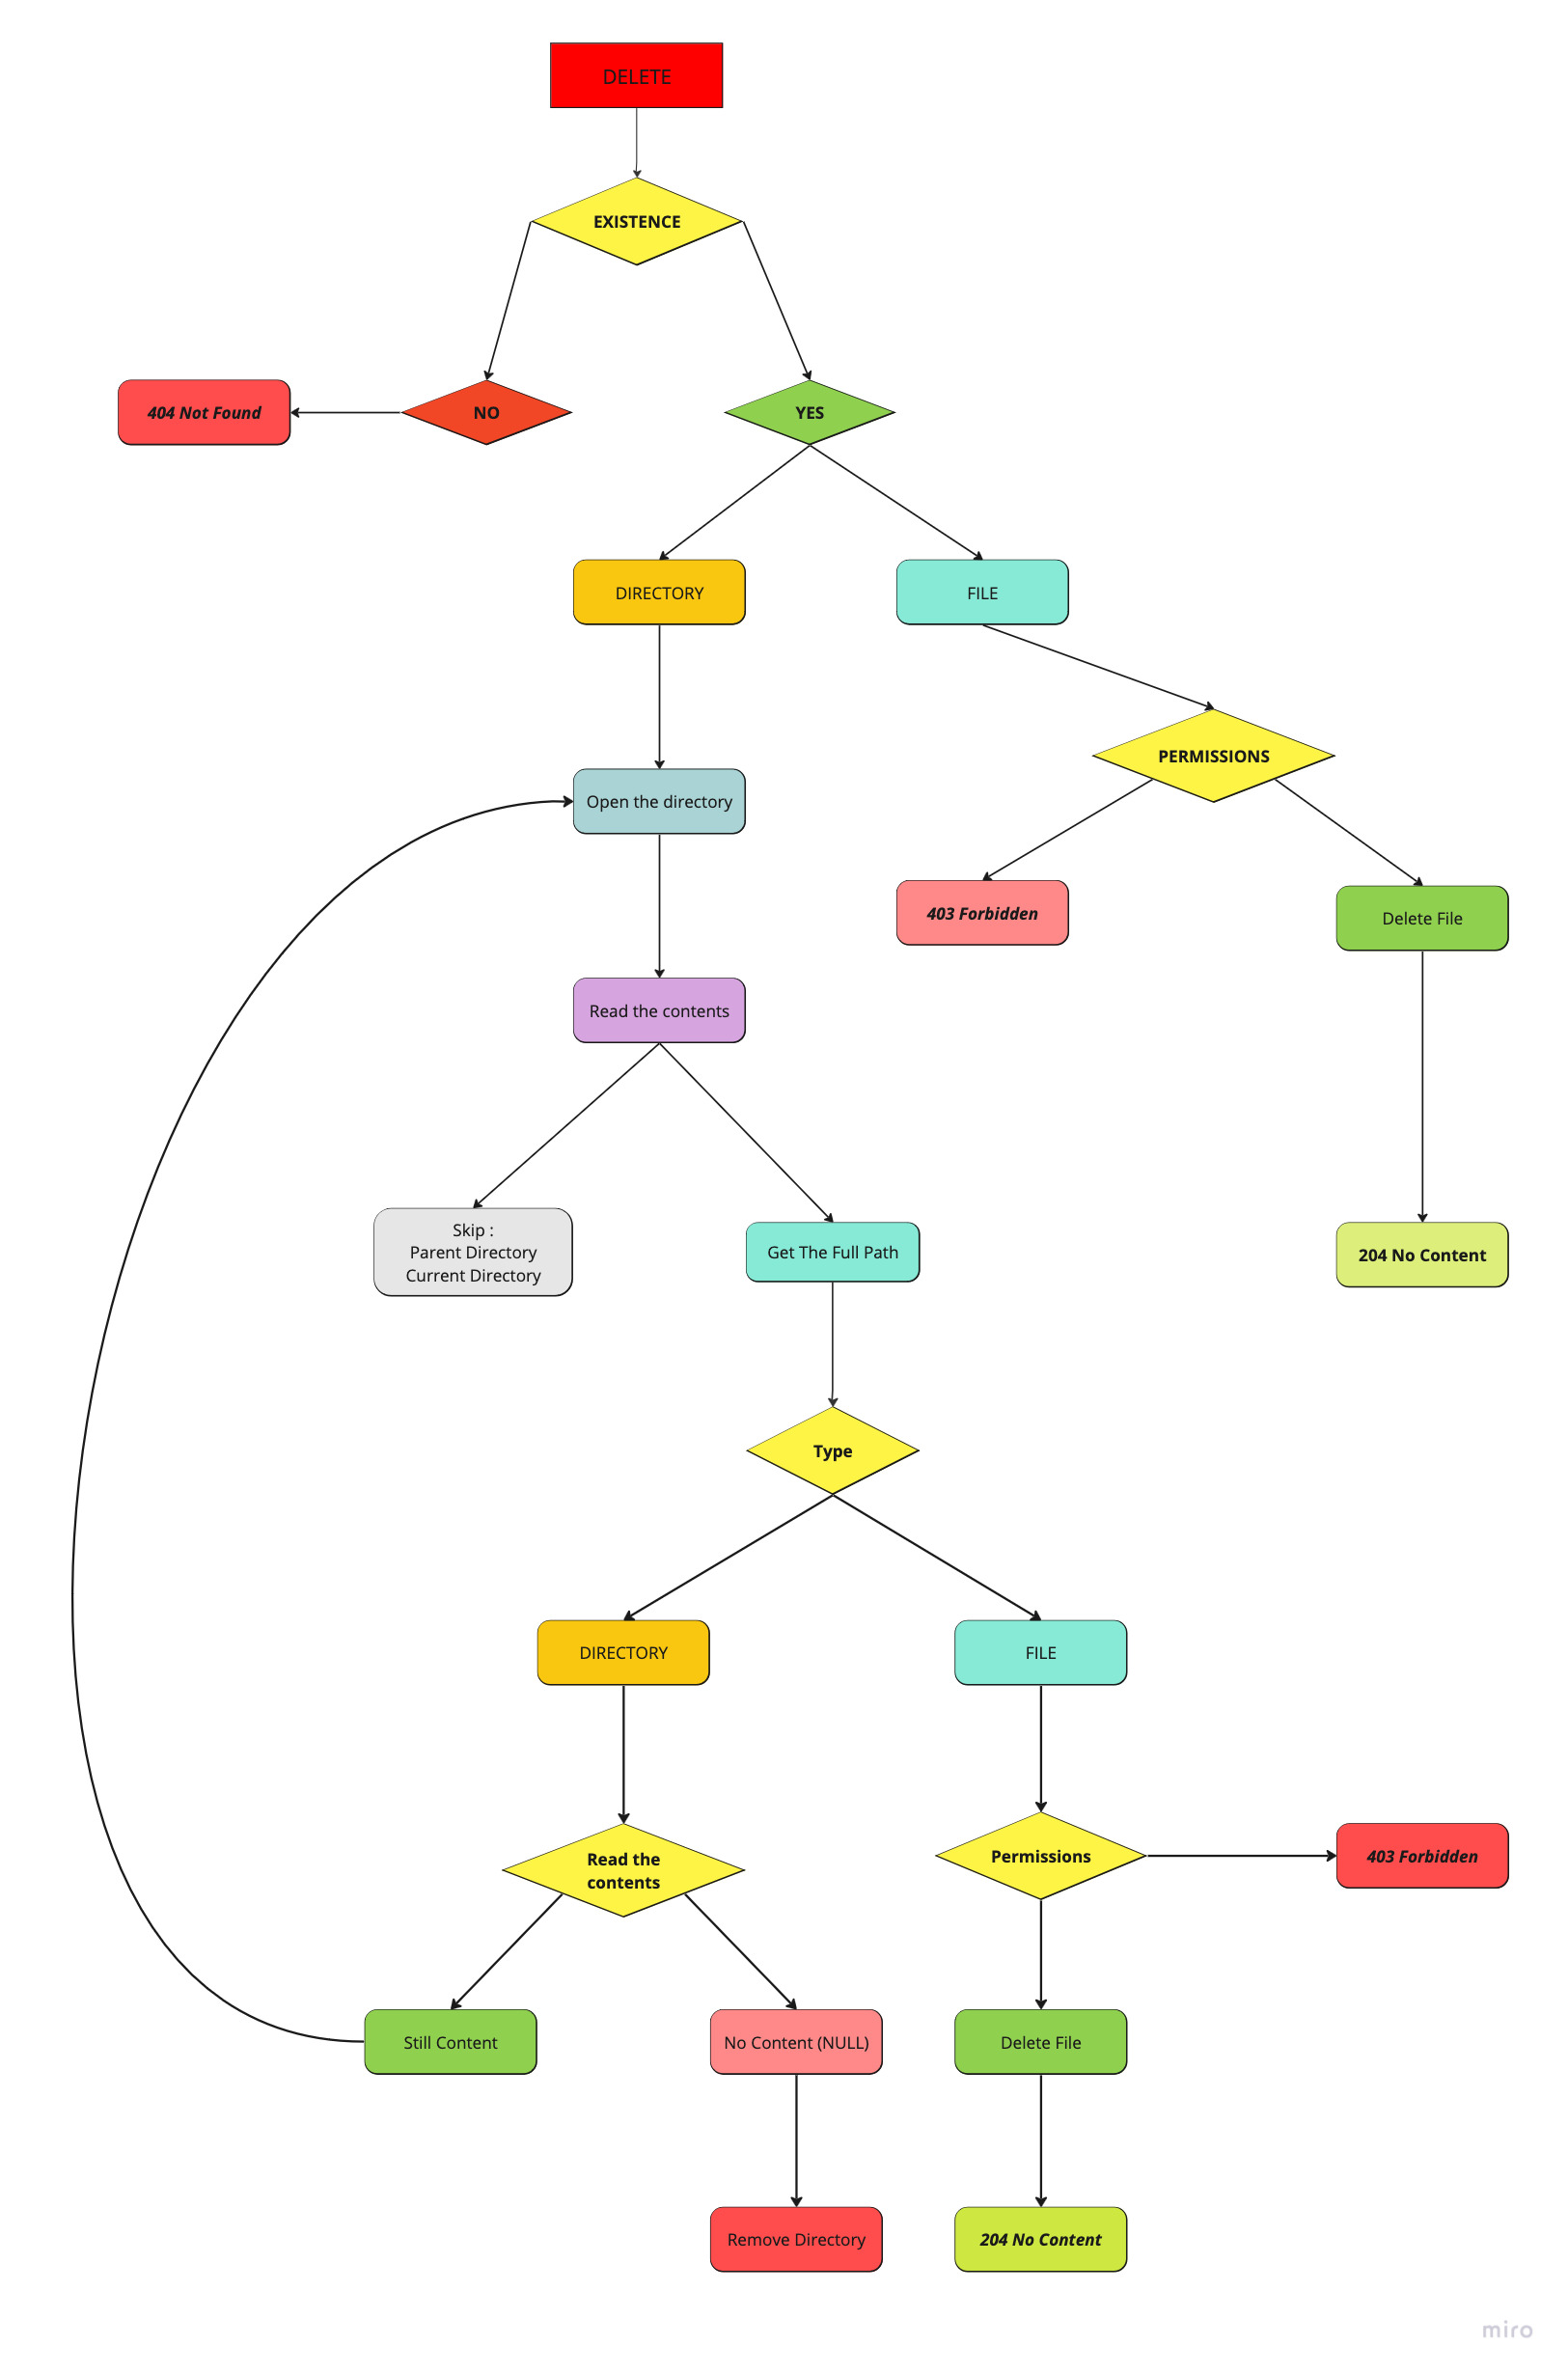 DELETE
EXISTENCE
404 Not Found
NO
YES
DIRECTORY
FILE
PERMISSIONS
Open the directory
403 Forbidden
Delete File
Read the contents
Skip :
Parent Directory
Current Directory
Get The Full Path
204 No Content
Type
DIRECTORY
FILE
Read the
contents
Permissions
403 Forbidden
Still Content
No Content (NULL)
Delete File
Remove Directory
204 No Content
miro